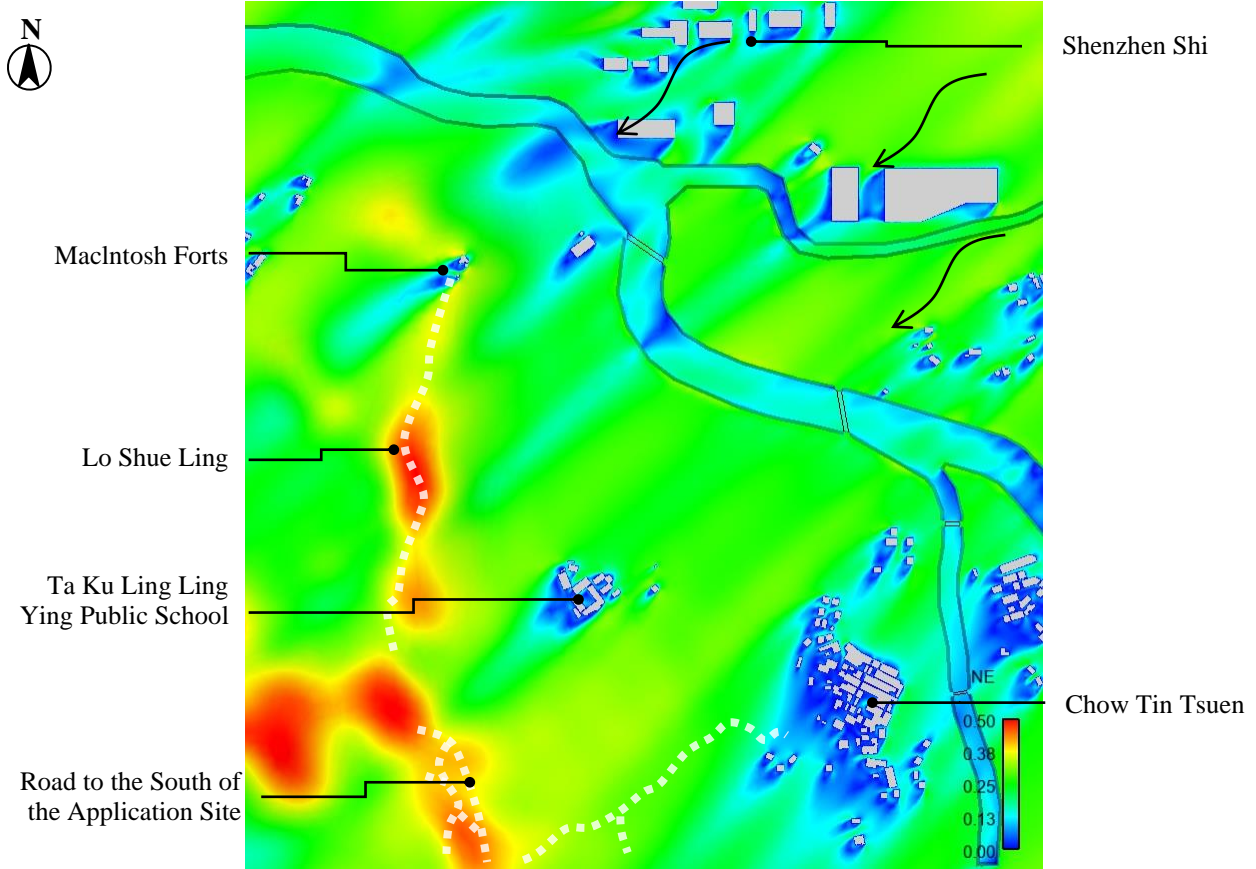 N
Shenzhen Shi
MacIntosh Forts
Lo Shue Ling
Ta Ku Ling Ling
Ying Public School
NE
Chow Tin Tsuen
0.50
0.38
0.25
0.13
0.00
Road to the South of
the Application Site